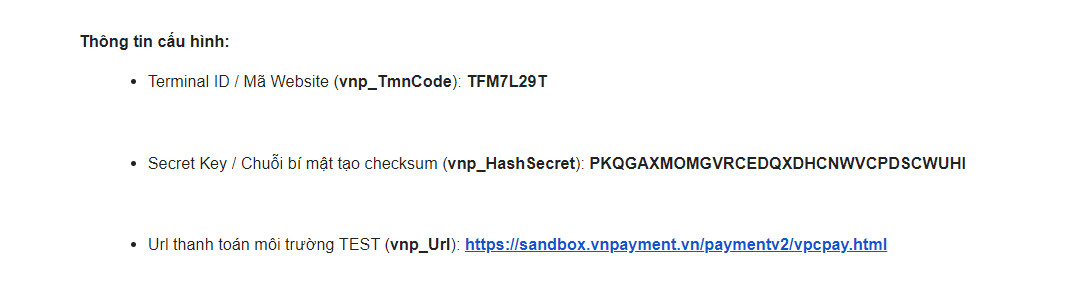 Thông tin cấu hình:
• Terminal ID / Mã Website (vnp_TmnCode): TFM7L29T
• Secret Key / Chuỗi bí mật tạo checksum (vnp_HashSecret): PKQGAXMOMGVRCEDQXDHCNWVCPDSCWUHI
• Url thanh toán môi trường TEST (vnp_Url): https://sandbox.vnpayment.vn/paymentv2/vpcpay.html